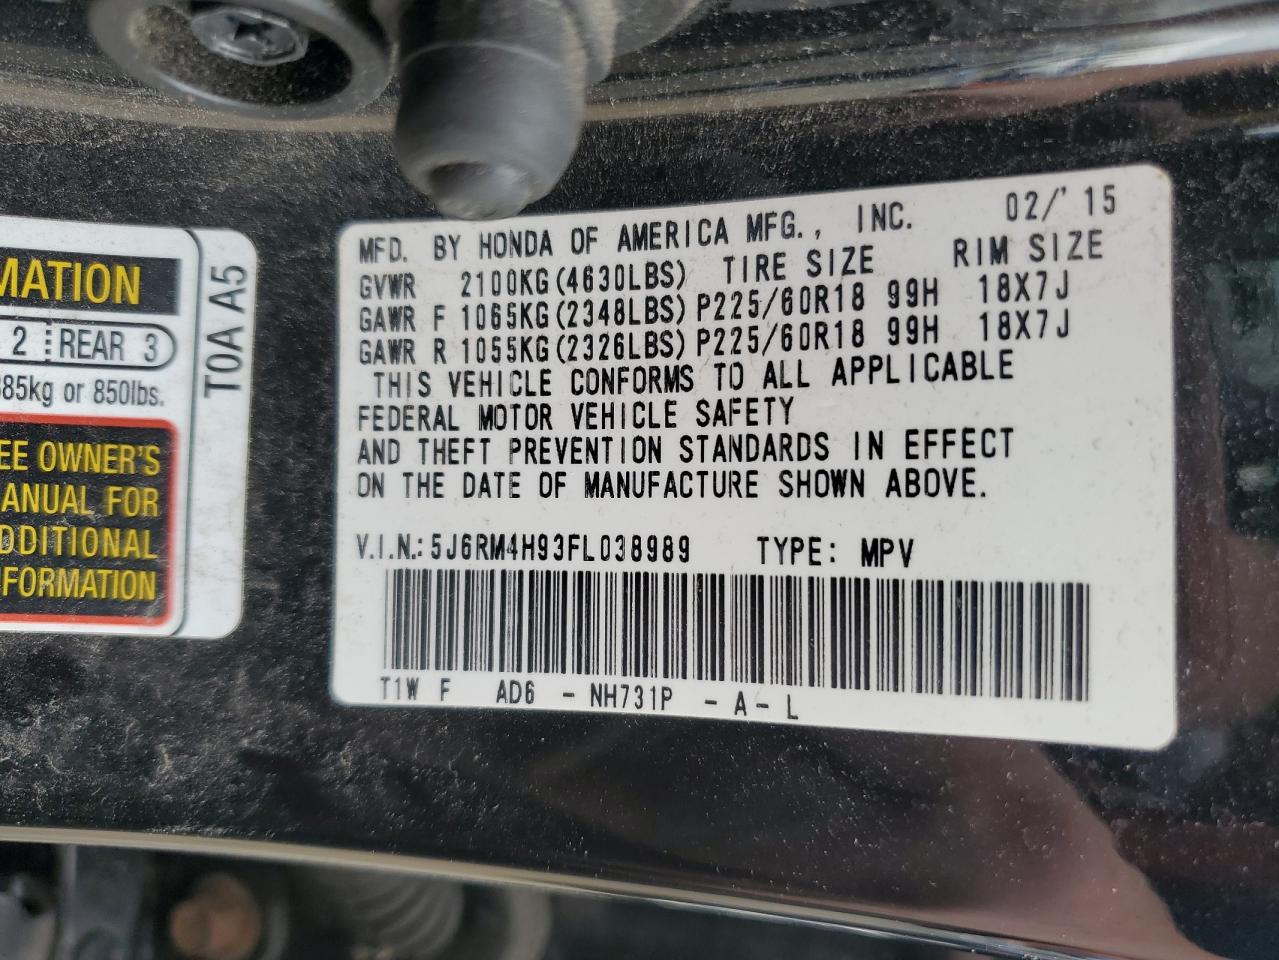 MATION
2 REAR 3
385kg or 850lbs.
EE OWNER'S
ANUAL FOR
DDITIONAL
FORMATION
T0A A5
MFD. BY HONDA OF AMERICA MFG., INC. 02/'15
GVWR 2100KG(4630LBS) TIRE SIZE RIM SIZE
GAWR F 1065KG(2348LBS) P225/60R18 99H 18X7J
GAWR R 1055KG(2326LBS) P225/60R18 99H 18X7J
THIS VEHICLE CONFORMS TO ALL APPLICABLE
FEDERAL MOTOR VEHICLE SAFETY
AND THEFT PREVENTION STANDARDS IN EFFECT
ON THE DATE OF MANUFACTURE SHOWN ABOVE.
V.I.N.: 5J6RM4H93FL038989 TYPE: MPV
T1W F AD6 - NH731P - A - L